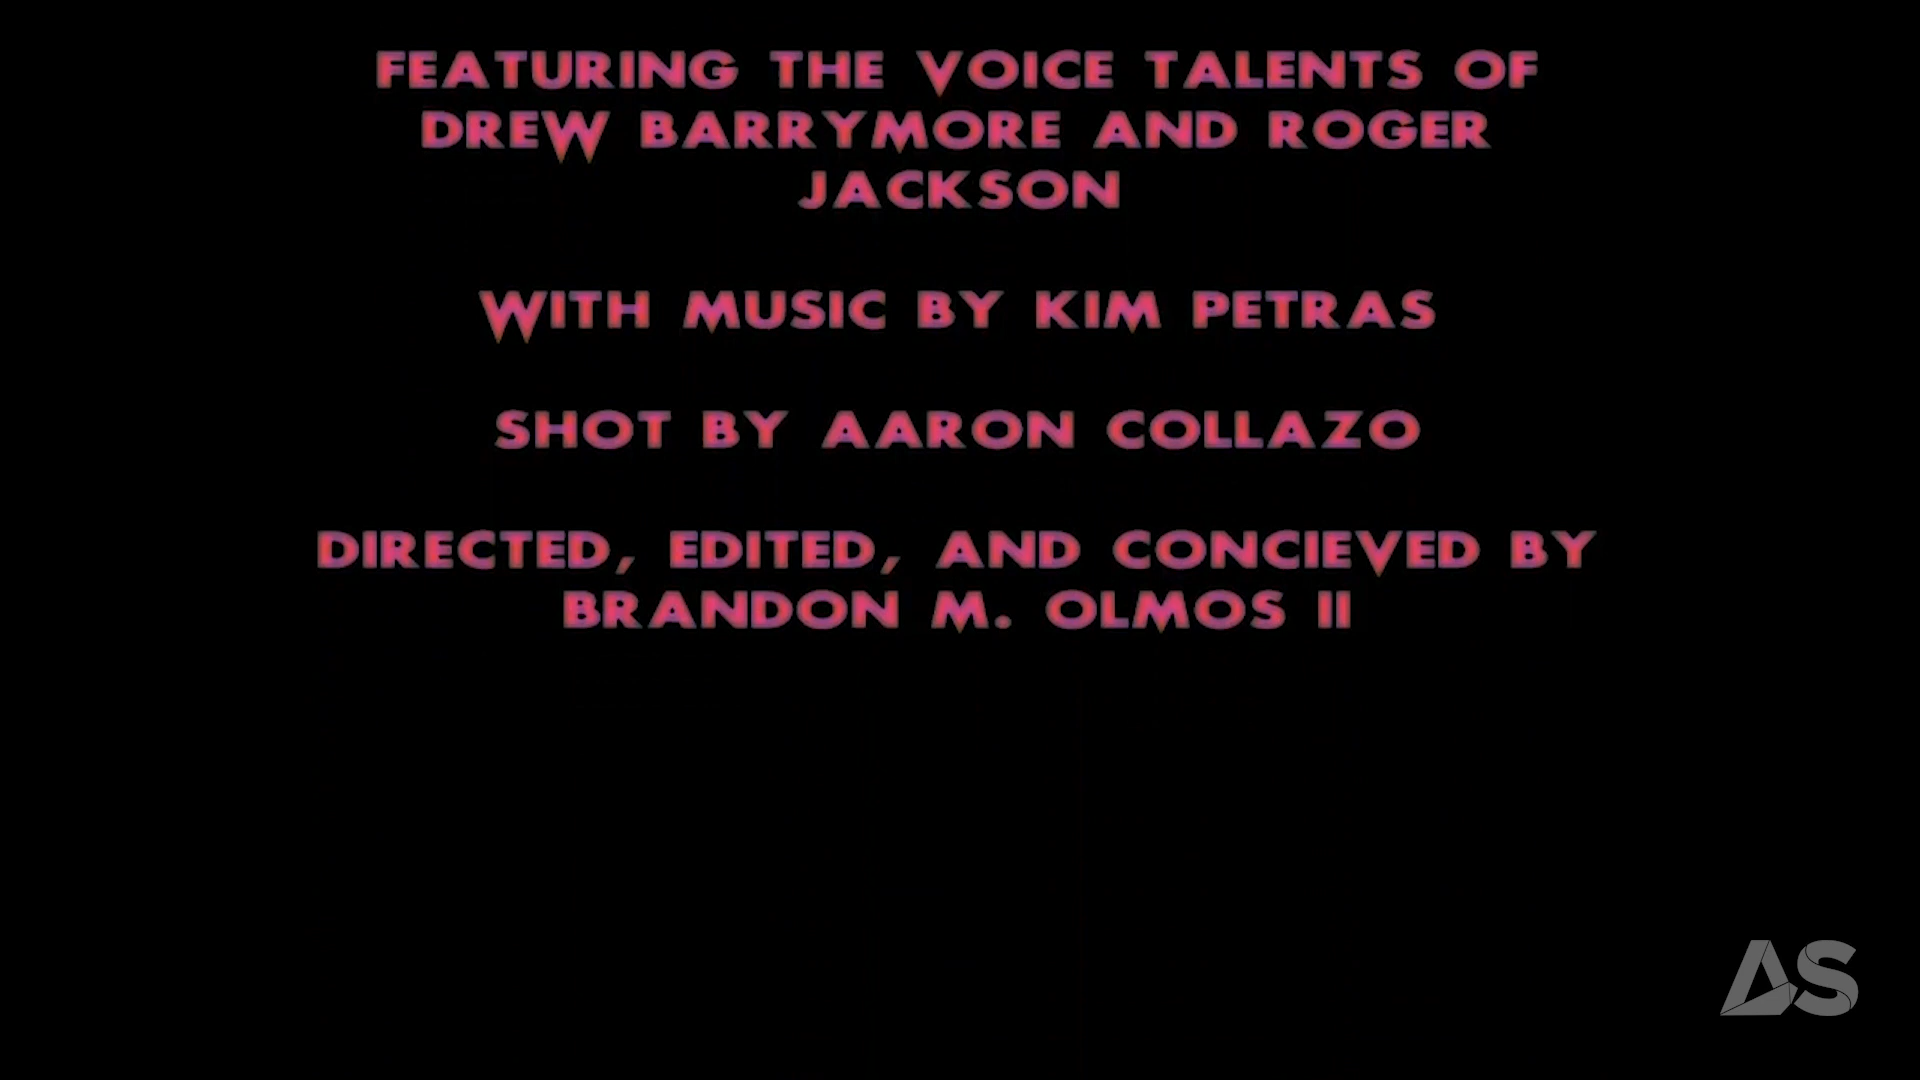 FEATURING THE VOICE TALENTS OF
DREW BARRYMORE AND ROGER
JACKSON
WITH MUSIC BY KIM PETRAS
SHOT BY AARON COLLAZO
DIRECTED, EDITED, AND CONCIEVED BY
BRANDON M. OLMOS II
AS